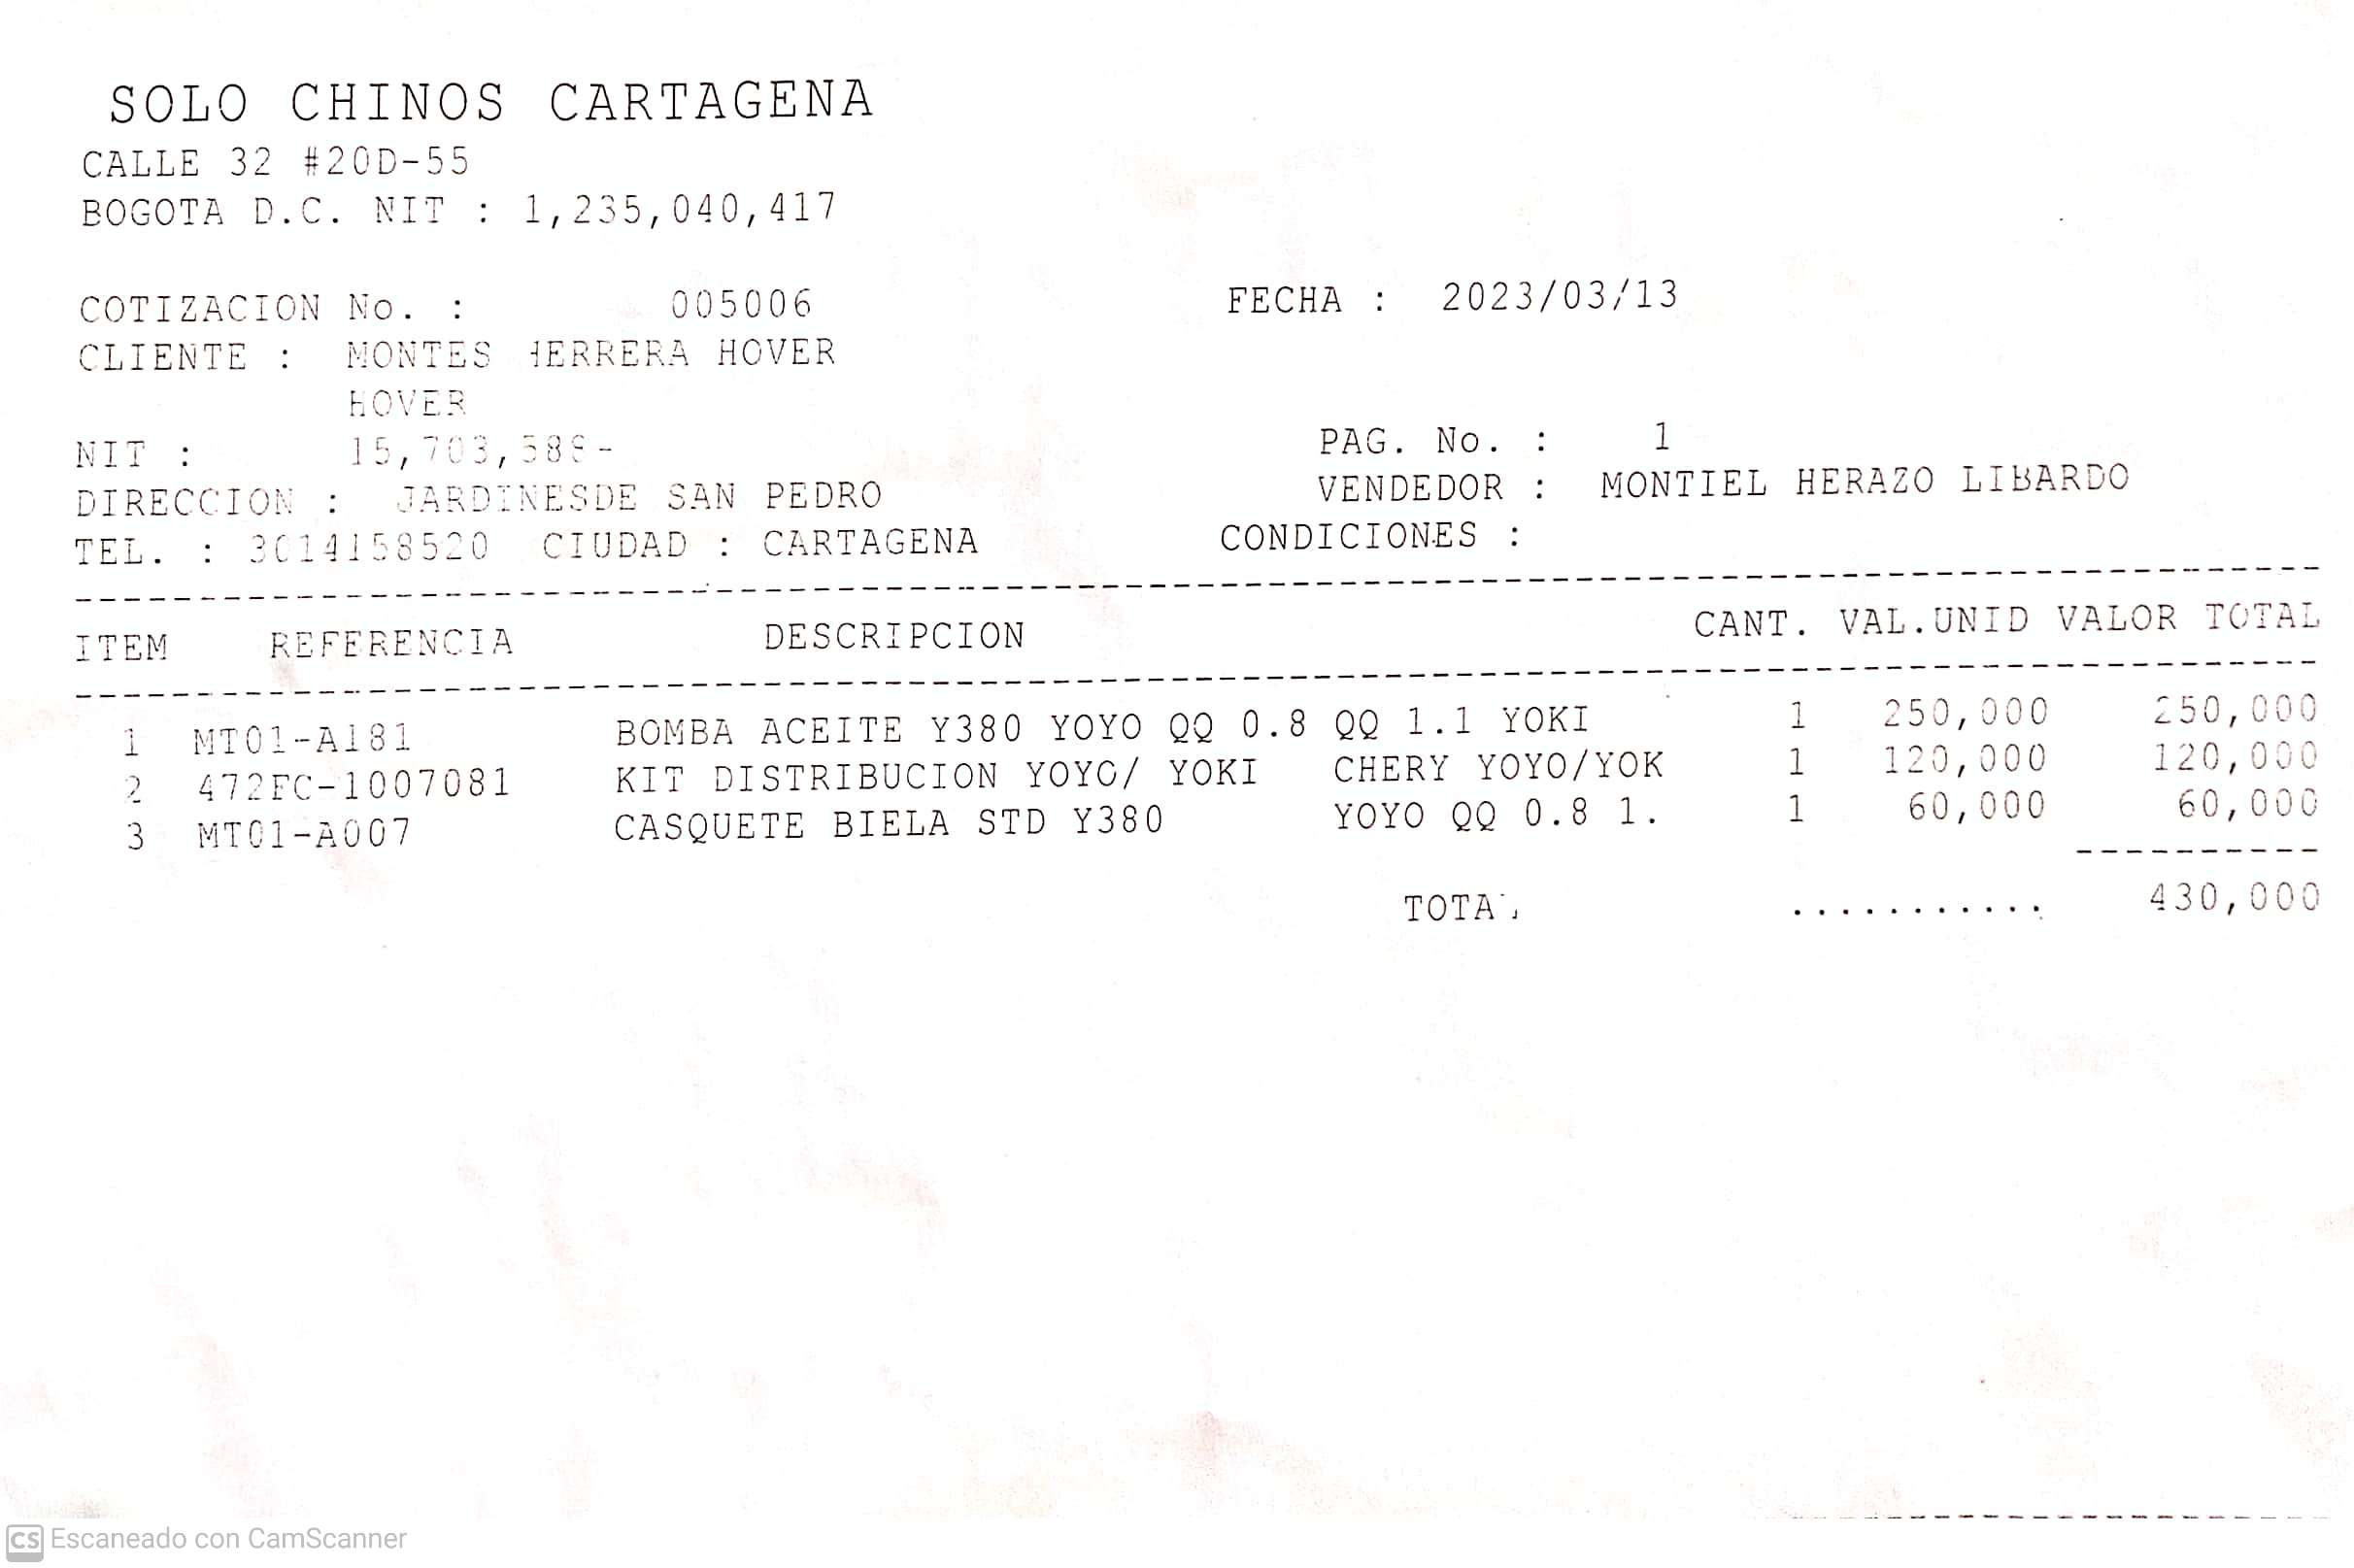 SOLO CHINOS CARTAGENA
CALLE 32 #20D-55
BOGOTA D.C. NIT : 1,235,040,417
COTIZACION No. : 005006 FECHA : 2023/03/13
CLIENTE : MONTES HERRERA HOVER
HOVER
NIT : PAG. No. : 1
DIRECCION : JARDINESDE SAN PEDRO VENDEDOR : MONTIEL HERAZO LIBARDO
TEL. : 3014158520 CIUDAD : CARTAGENA CONDICIONES :
ITEM REFERENCIA DESCRIPCION CANT. VAL.UNID VALOR TOTAL
1 MT01-A181 BOMBA ACEITE Y380 YOYO QQ 0.8 QQ 1.1 YOKI 1 250,000 250,000
2 472FC-1007081 KIT DISTRIBUCION YOYO/ YOKI CHERY YOYO/YOK 1 120,000 120,000
3 MT01-A007 CASQUETE BIELA STD Y380 YOYO QQ 0.8 1. 1 60,000 60,000
TOTAL ........... 430,000
CS Escaneado con CamScanner